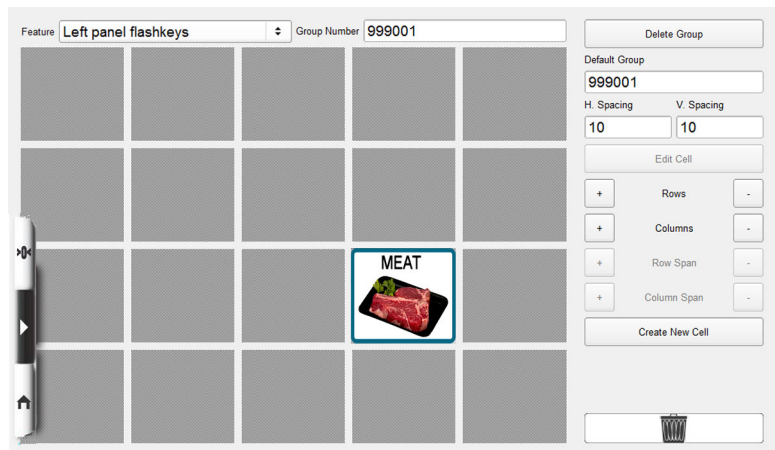 Feature Left panel flashkeys Group Number 999001
Delete Group
Default Group
999001
H. Spacing V. Spacing
10 10
Edit Cell
+ Rows -
+ Columns -
+ Row Span -
+ Column Span -
Create New Cell
>0<
MEAT